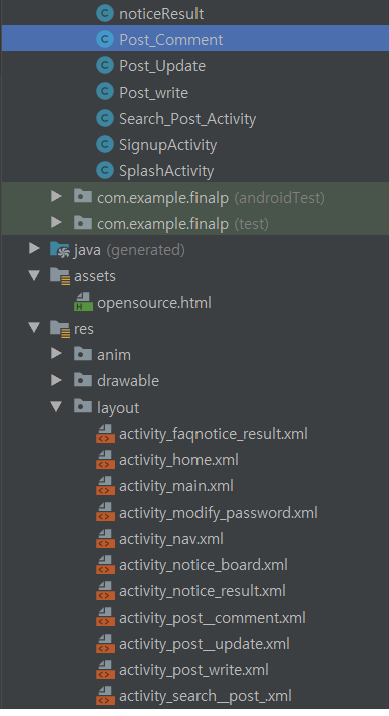 noticeResult
Post_Comment
Post_Update
Post_write
Search_Post_Activity
SignupActivity
SplashActivity
com.example.finalp (androidTest)
com.example.finalp (test)
java (generated)
assets
opensource.html
res
anim
drawable
layout
activity_faqnotice_result.xml
activity_home.xml
activity_main.xml
activity_modify_password.xml
activity_nav.xml
activity_notice_board.xml
activity_notice_result.xml
activity_post__comment.xml
activity_post__update.xml
activity_post_write.xml
activity_search__post_.xml